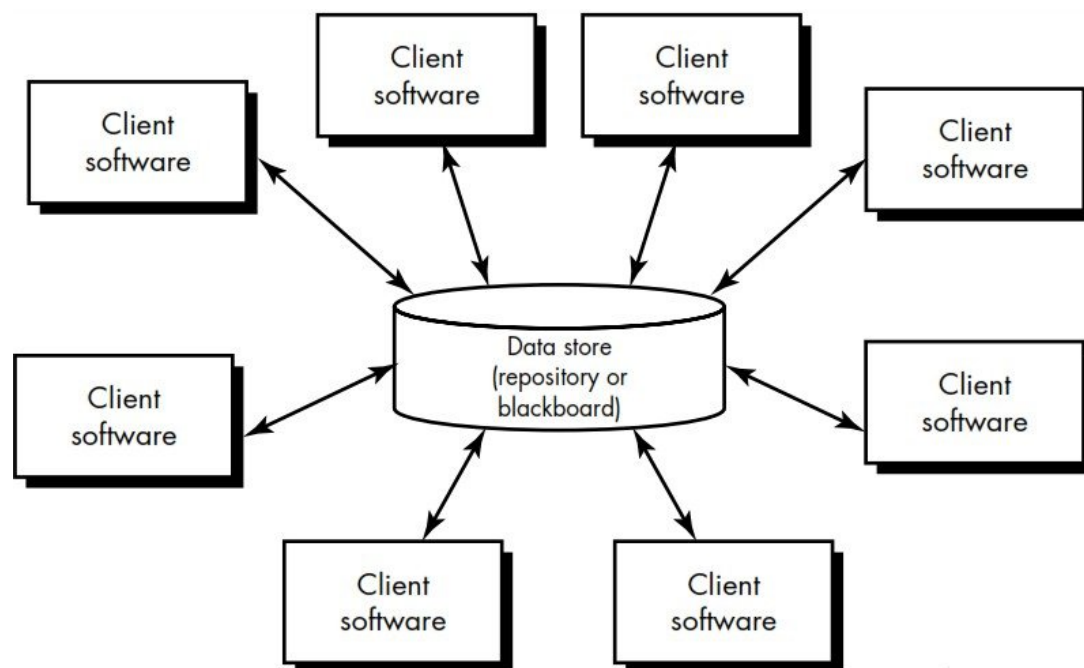 Client
software
Client
software
Client
software
Client
software
Data store
(repository or
blackboard)
Client
software
Client
software
Client
software
Client
software